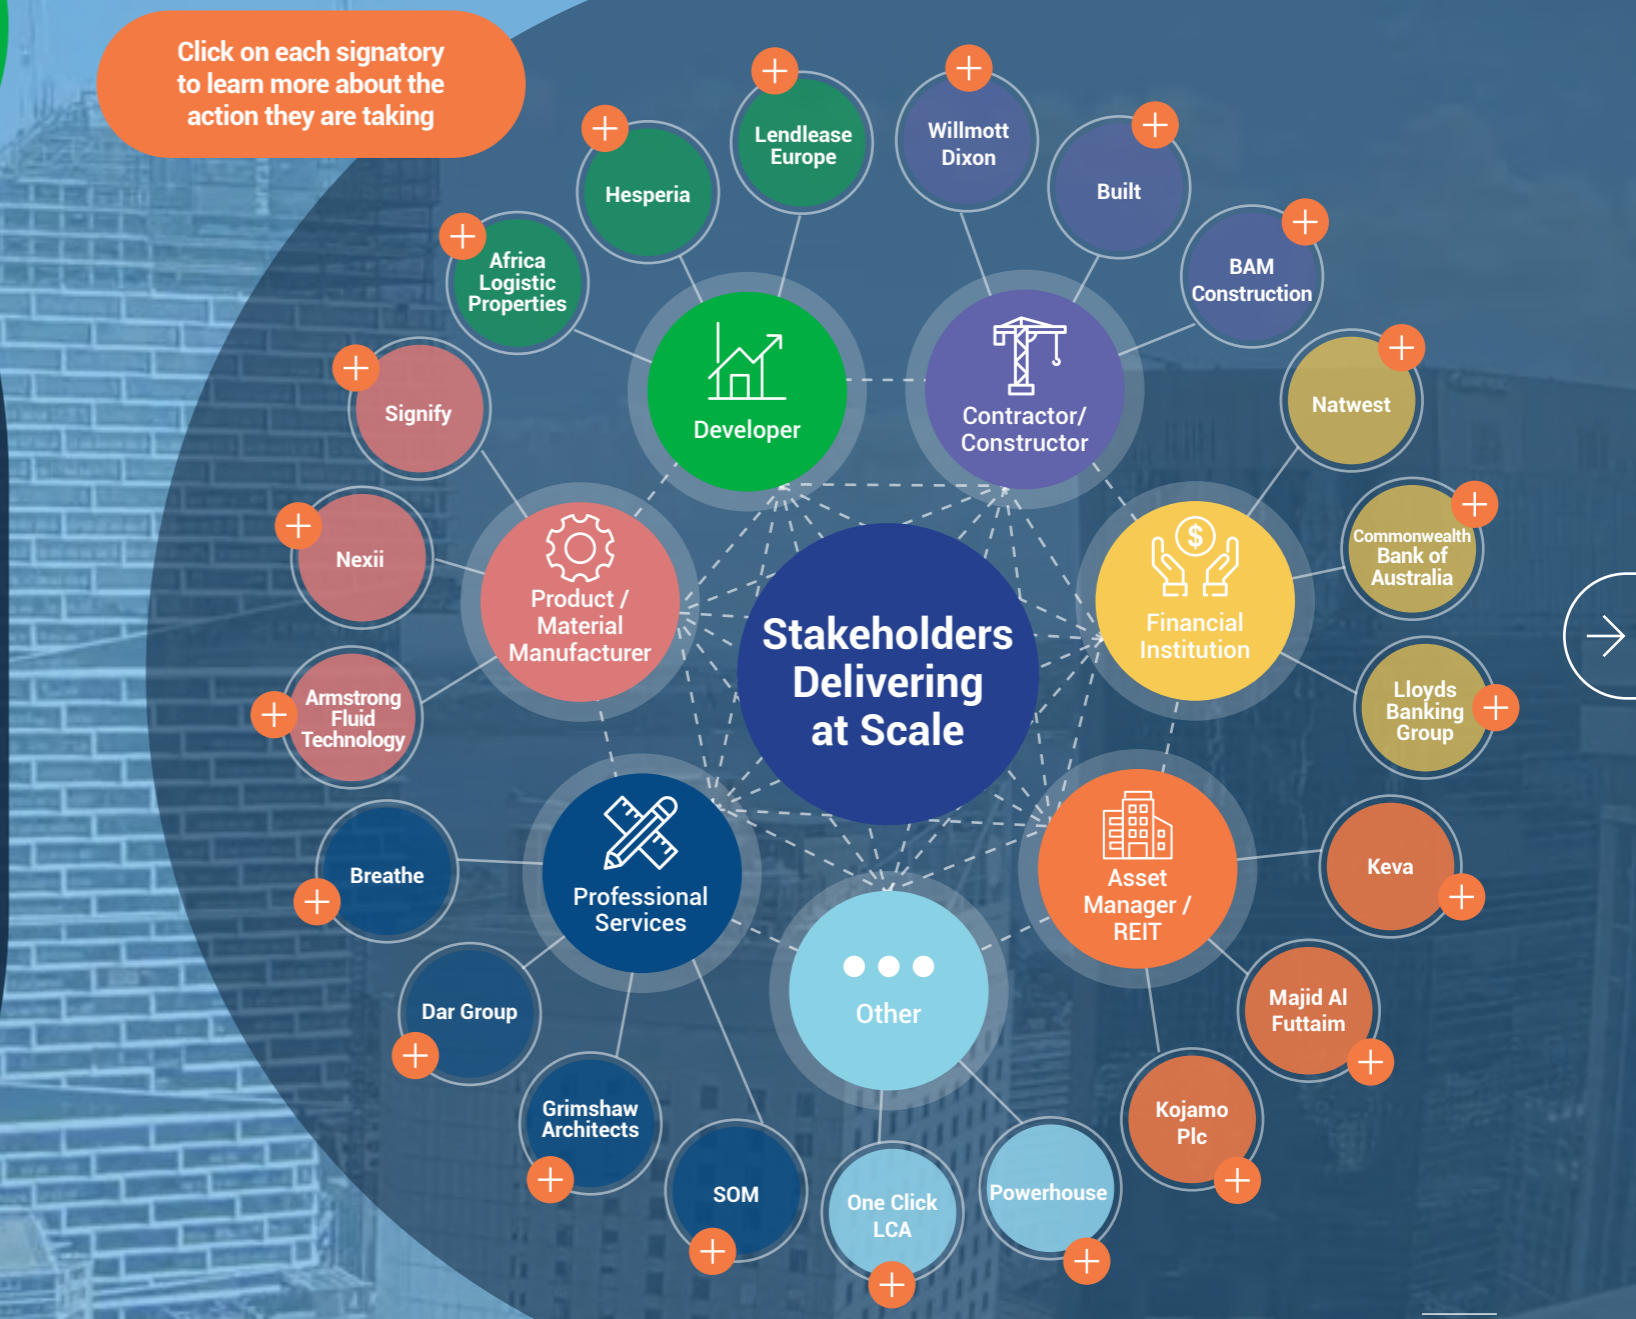 Click on each signatory
to learn more about the
action they are taking
Lendlease
Europe
Willmott
Dixon
Hesperia
Built
Africa
Logistic
Properties
BAM
Construction
Signify
Developer
Contractor/
Constructor
Natwest
Nexii
Product /
Material
Manufacturer
$
Financial
Institution
Commonwealth
Bank of
Australia
Stakeholders
Delivering
at Scale
Armstrong
Fluid
Technology
Lloyds
Banking
Group
Breathe
Professional
Services
Asset
Manager /
REIT
Keva
Dar Group
Other
Majid Al
Futtaim
Grimshaw
Architects
Kojamo
Plc
SOM
One Click
LCA
Powerhouse